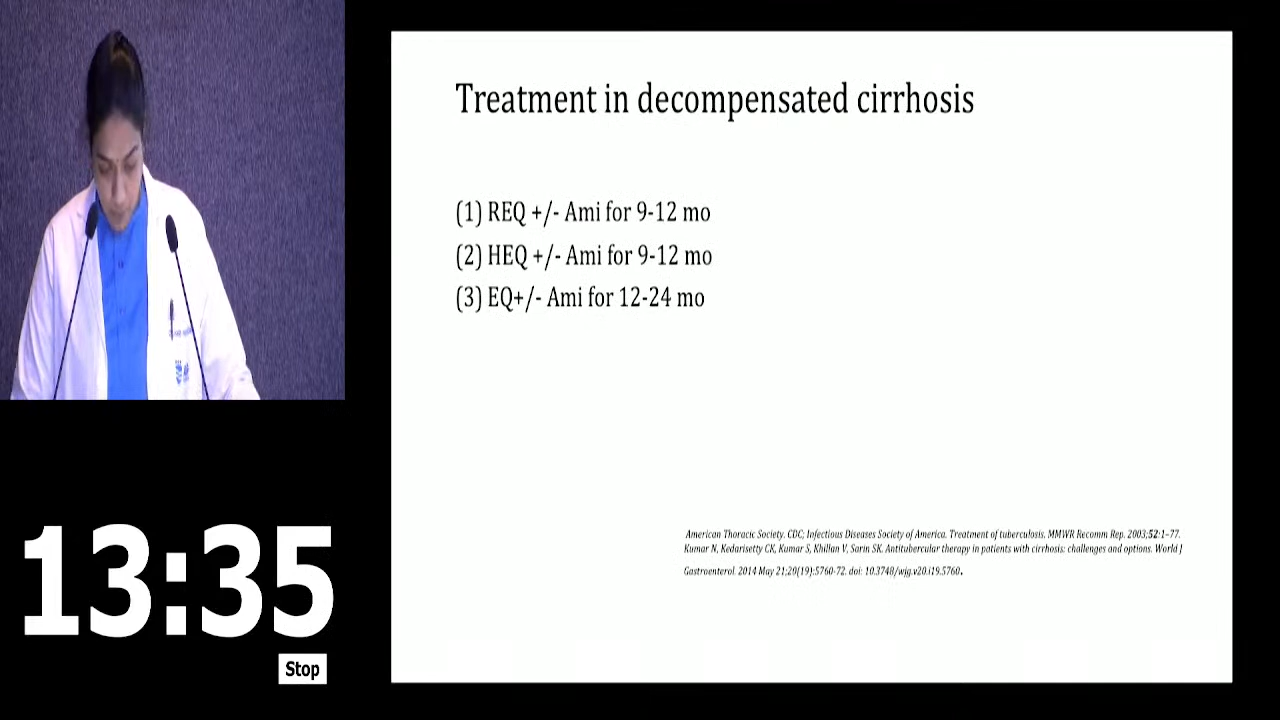 Treatment in decompensated cirrhosis
(1) REQ +/- Ami for 9-12 mo
(2) HEQ +/- Ami for 9-12 mo
(3) EQ+/- Ami for 12-24 mo
American Thoracic Society. CDC; Infectious Diseases Society of America. Treatment of tuberculosis. MMWR Recomm Rep. 2003;52:1–77.
Kumar N, Kedarisetty CK, Kumar S, Khillan V, Sarin SK. Antitubercular therapy in patients with cirrhosis: challenges and options. World J
Gastroenterol. 2014 May 21;20(19):5760-72. doi: 10.3748/wjg.v20.i19.5760.
13:35
Stop